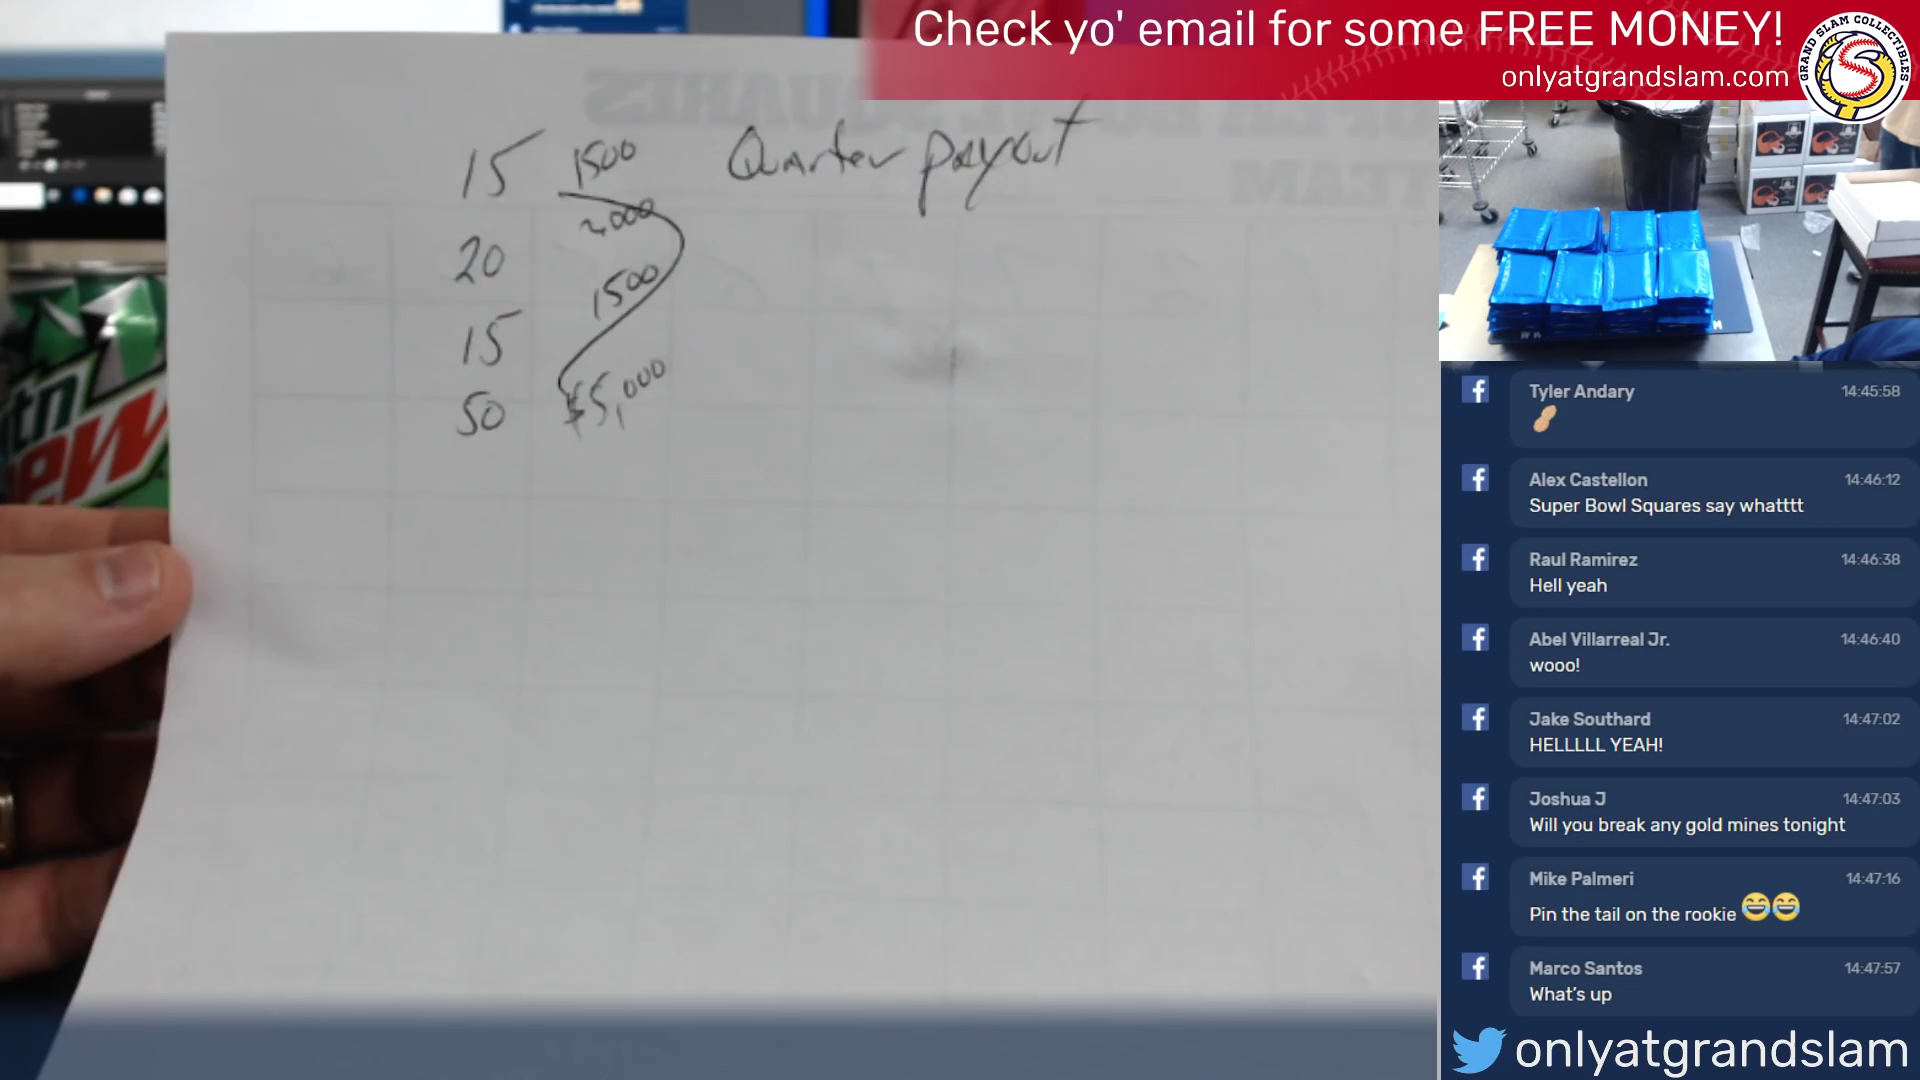 Check yo' email for some FREE MONEY!
onlyatgrandslam.com
GRAND SLAM COLLECTIBLES
SQUARES
TEAM
15 1500 Quarter payout
20 2000
15 1500
50 $5,000
mtn
Dew
Tyler Andary 14:45:58
Alex Castellon 14:46:12
Super Bowl Squares say whatttt
Raul Ramirez 14:46:38
Hell yeah
Abel Villarreal Jr. 14:46:40
wooo!
Jake Southard 14:47:02
HELLLLL YEAH!
Joshua J 14:47:03
Will you break any gold mines tonight
Mike Palmeri 14:47:16
Pin the tail on the rookie 😂😂
Marco Santos 14:47:57
What's up
onlyatgrandslam